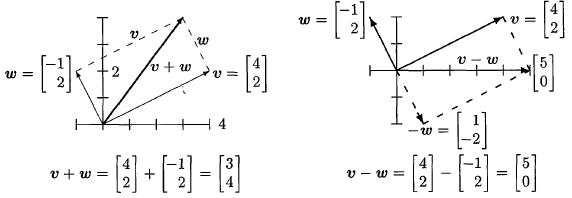 v
w
w = [-1 2]
2
v + w
v = [4 2]
4
v + w = [4 2] + [-1 2] = [3 4]
w = [-1 2]
v = [4 2]
v − w
[5 0]
−w = [1 -2]
v − w = [4 2] − [-1 2] = [5 0]